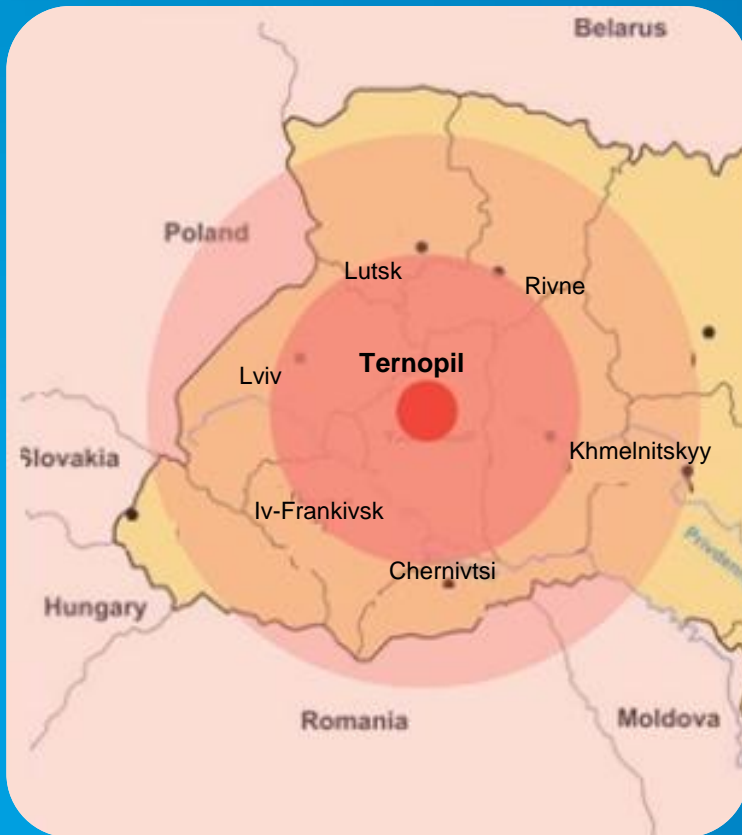 Belarus
Poland
Lutsk
Rivne
Ternopil
Lviv
Khmelnitskyy
Slovakia
Iv-Frankivsk
Chernivtsi
Hungary
Romania
Moldova